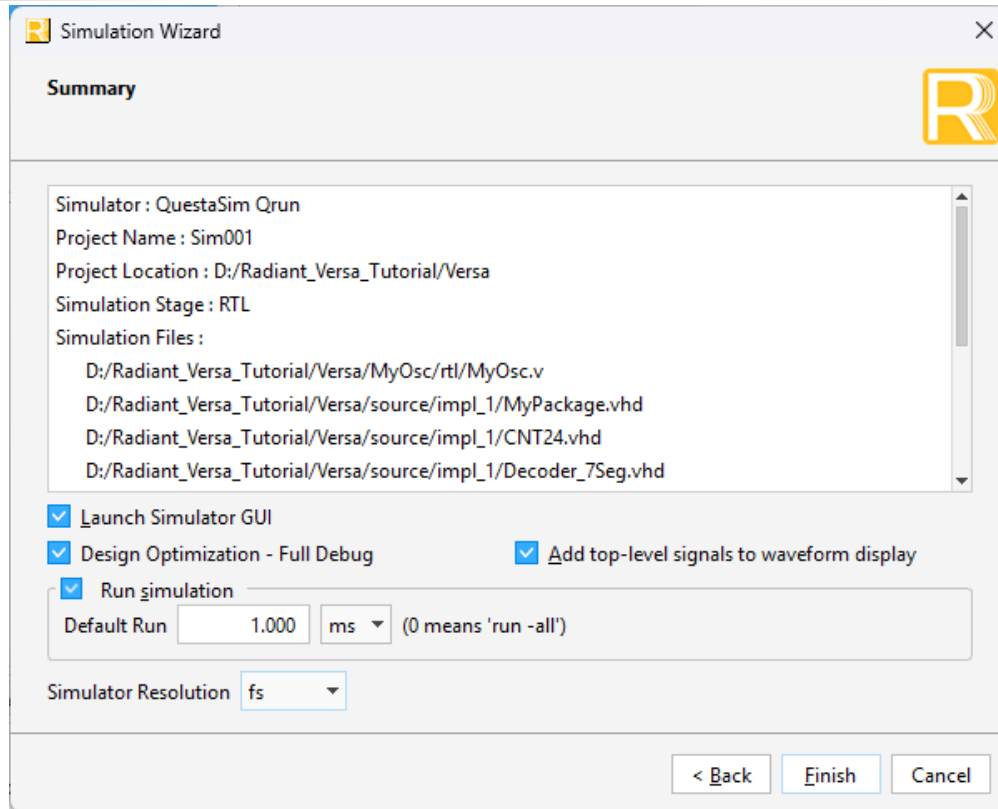 Simulation Wizard
Summary
Simulator : QuestaSim Qrun
Project Name : Sim001
Project Location : D:/Radiant_Versa_Tutorial/Versa
Simulation Stage : RTL
Simulation Files :
D:/Radiant_Versa_Tutorial/Versa/MyOsc/rtl/MyOsc.v
D:/Radiant_Versa_Tutorial/Versa/source/impl_1/MyPackage.vhd
D:/Radiant_Versa_Tutorial/Versa/source/impl_1/CNT24.vhd
D:/Radiant_Versa_Tutorial/Versa/source/impl_1/Decoder_7Seg.vhd
Launch Simulator GUI
Design Optimization - Full Debug Add top-level signals to waveform display
Run simulation
Default Run 1.000 ms (0 means 'run -all')
Simulator Resolution fs
< Back Finish Cancel